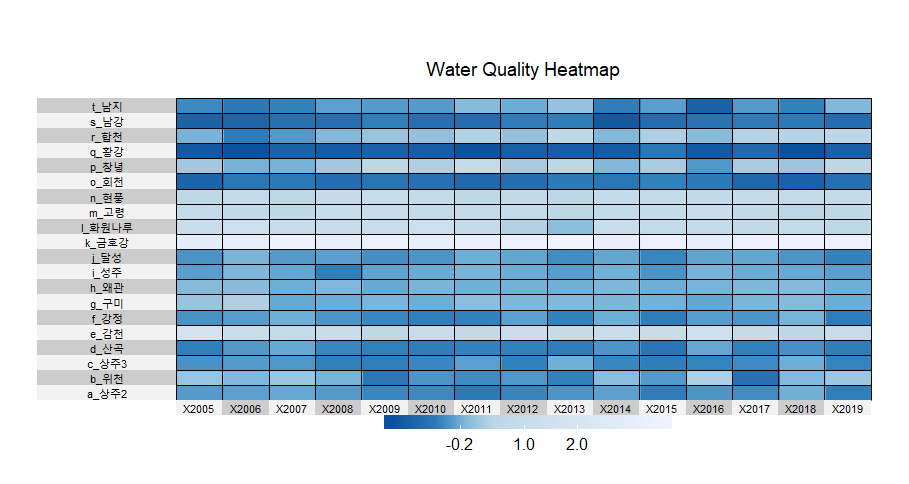 Water Quality Heatmap
t_남지
s_남강
r_합천
q_황강
p_창녕
o_회천
n_현풍
m_고령
l_화원나루
k_금호강
j_달성
i_성주
h_왜관
g_구미
f_강정
e_감천
d_산곡
c_상주3
b_위천
a_상주2
X2005 X2006 X2007 X2008 X2009 X2010 X2011 X2012 X2013 X2014 X2015 X2016 X2017 X2018 X2019
-0.2 1.0 2.0